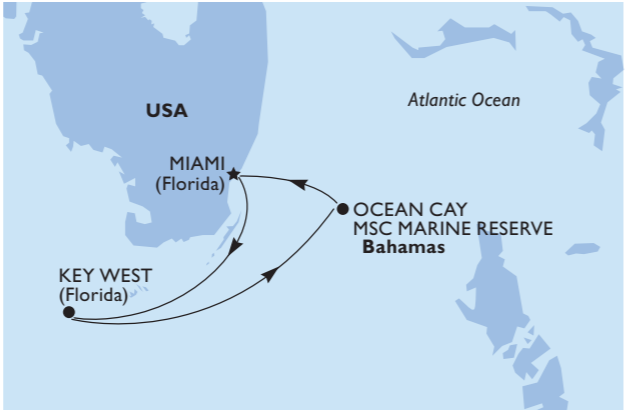 Atlantic Ocean
USA
MIAMI
(Florida)
OCEAN CAY
MSC MARINE RESERVE
Bahamas
KEY WEST
(Florida)